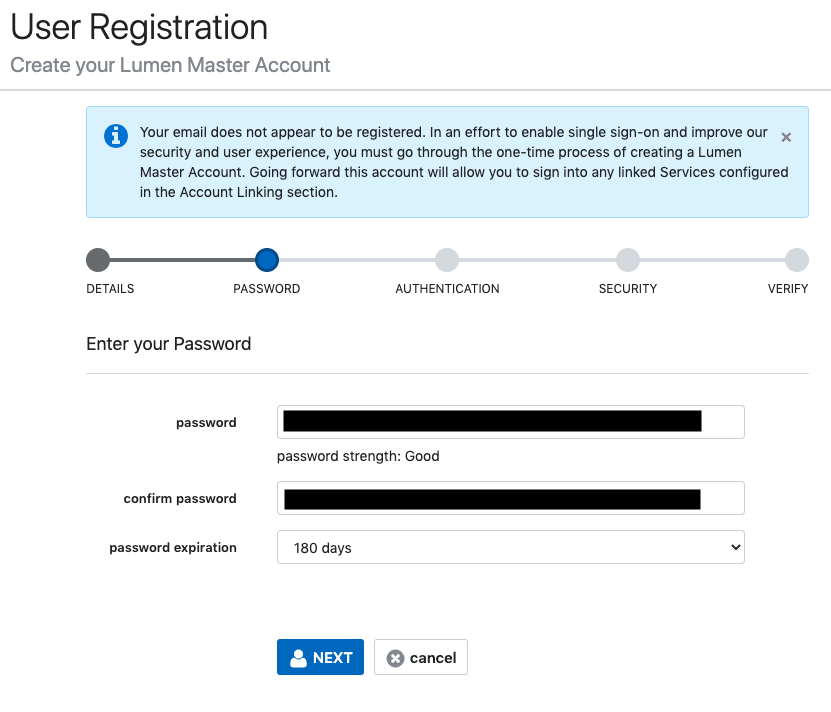 User Registration
Create your Lumen Master Account
Your email does not appear to be registered. In an effort to enable single sign-on and improve our
security and user experience, you must go through the one-time process of creating a Lumen
Master Account. Going forward this account will allow you to sign into any linked Services configured
in the Account Linking section.
DETAILS PASSWORD AUTHENTICATION SECURITY VERIFY
Enter your Password
password
password strength: Good
confirm password
password expiration 180 days
NEXT cancel